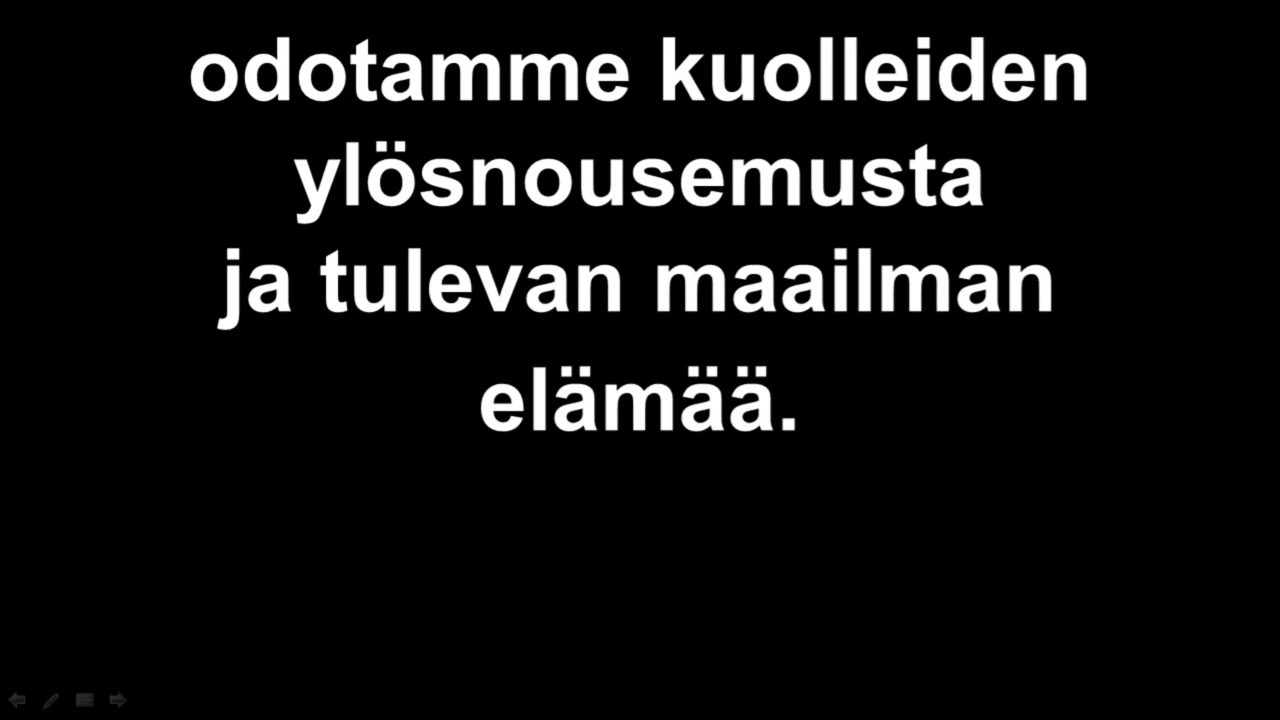 odotamme kuolleiden
ylösnousemusta
ja tulevan maailman
elämää.